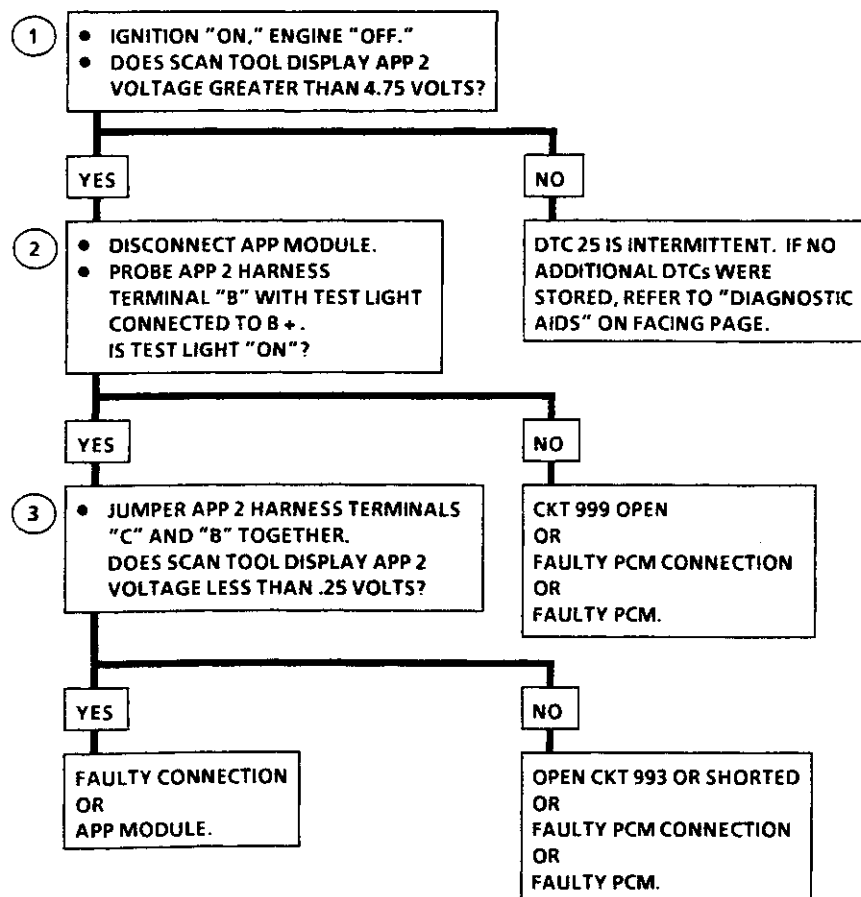 1
● IGNITION "ON," ENGINE "OFF."
● DOES SCAN TOOL DISPLAY APP 2
VOLTAGE GREATER THAN 4.75 VOLTS?
YES
NO
2
● DISCONNECT APP MODULE.
● PROBE APP 2 HARNESS
TERMINAL "B" WITH TEST LIGHT
CONNECTED TO B+.
IS TEST LIGHT "ON"?
DTC 25 IS INTERMITTENT. IF NO
ADDITIONAL DTCs WERE
STORED, REFER TO "DIAGNOSTIC
AIDS" ON FACING PAGE.
YES
NO
3
● JUMPER APP 2 HARNESS TERMINALS
"C" AND "B" TOGETHER.
DOES SCAN TOOL DISPLAY APP 2
VOLTAGE LESS THAN .25 VOLTS?
CKT 999 OPEN
OR
FAULTY PCM CONNECTION
OR
FAULTY PCM.
YES
NO
FAULTY CONNECTION
OR
APP MODULE.
OPEN CKT 993 OR SHORTED
OR
FAULTY PCM CONNECTION
OR
FAULTY PCM.